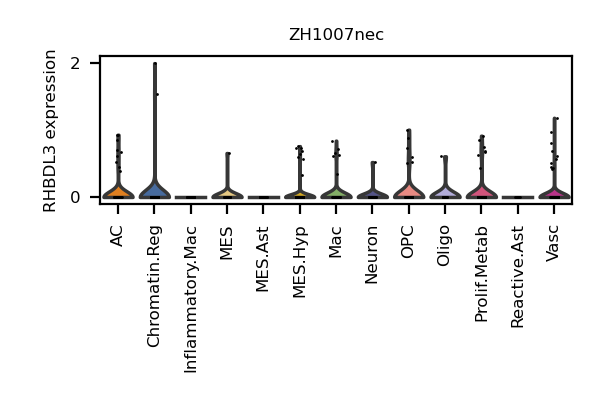 ZH1007nec
RHBDL3 expression
2
0
AC
Chromatin.Reg
Inflammatory.Mac
MES
MES.Ast
MES.Hyp
Mac
Neuron
OPC
Oligo
Prolif.Metab
Reactive.Ast
Vasc